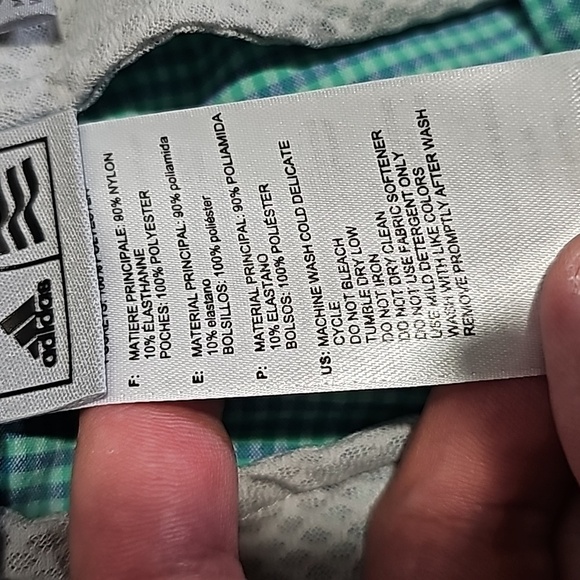 adidas
POCKETS: 100% POLYESTER
F: MATIERE PRINCIPALE: 90% NYLON
10% ÉLASTHANNE
POCHES: 100% POLYESTER
E: MATERIAL PRINCIPAL: 90% poliamida
10% elastano
BOLSILLOS: 100% poliéster
P: MATERIAL PRINCIPAL: 90% POLIAMIDA
10% ELASTANO
BOLSOS: 100% POLIÉSTER
US: MACHINE WASH COLD DELICATE
CYCLE
DO NOT BLEACH
TUMBLE DRY LOW
DO NOT IRON
DO NOT DRY CLEAN
DO NOT USE FABRIC SOFTENER
USE MILD DETERGENT ONLY
WASH WITH LIKE COLORS
REMOVE PROMPTLY AFTER WASH